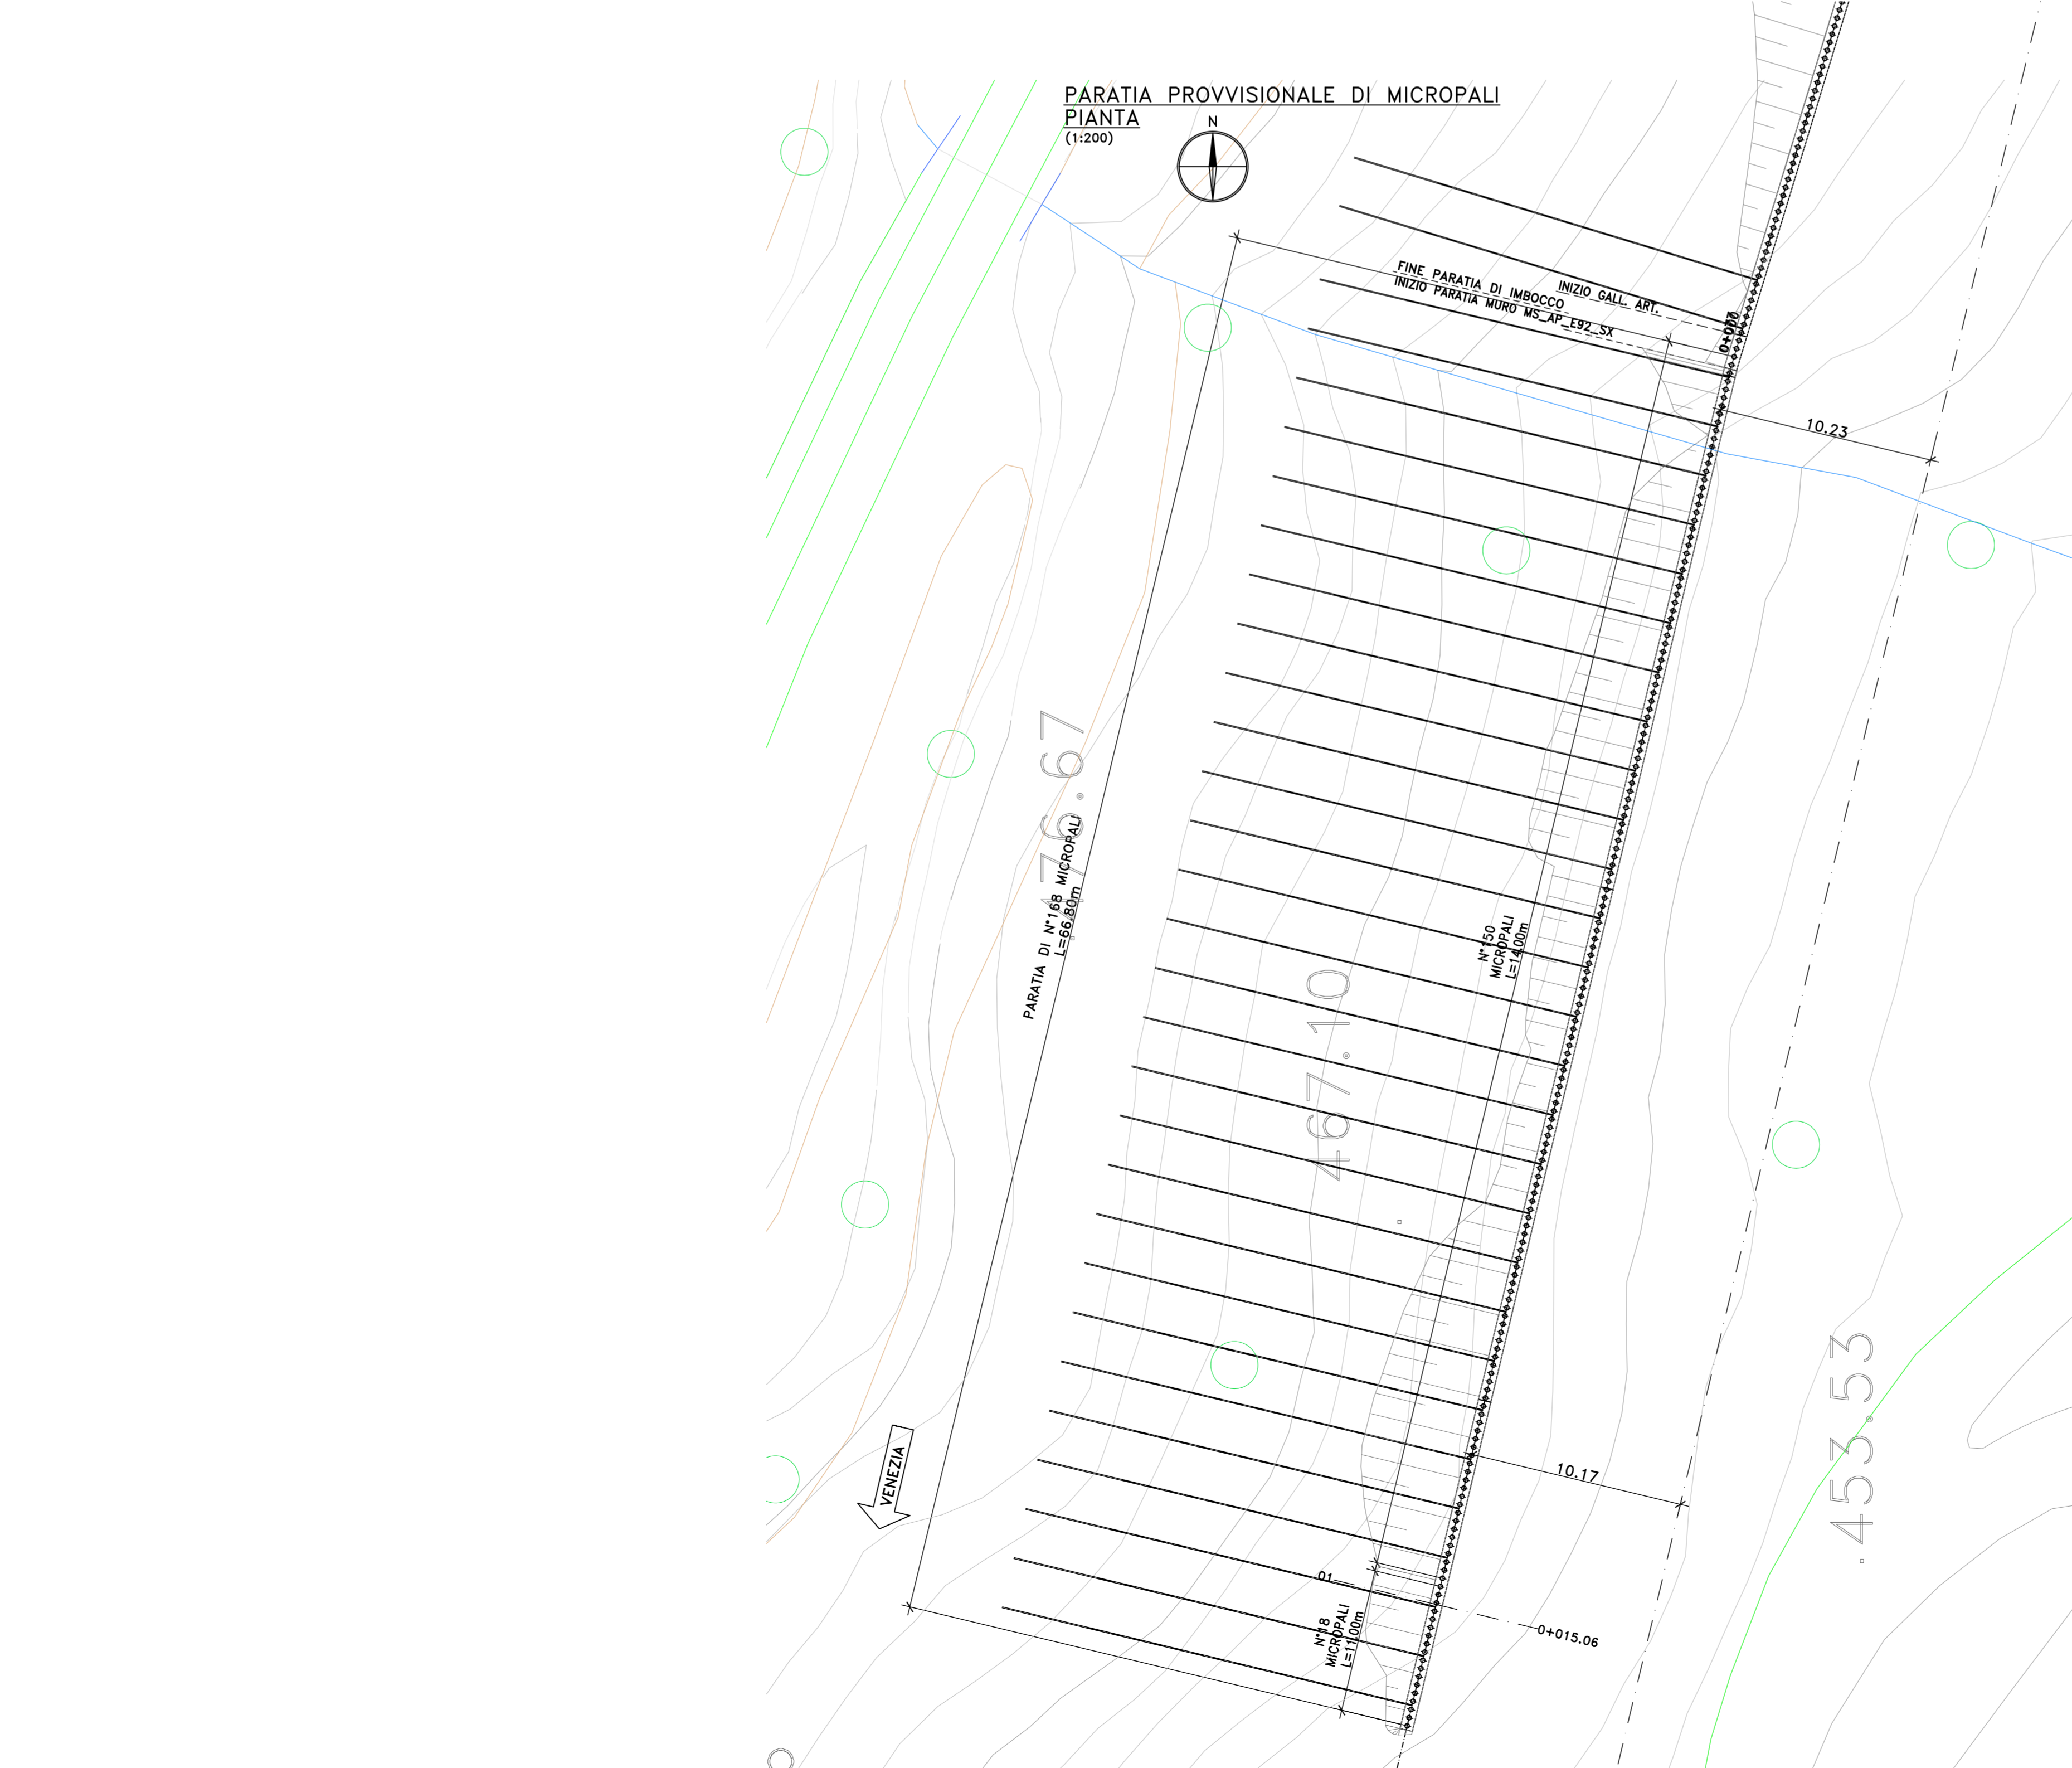 PARATIA PROVVISIONALE DI MICROPALI
PIANTA
(1:200)
N
FINE PARATIA DI IMBOCCO
INIZIO PARATIA MURO MS_AP_E92_SX
INIZIO GALL. ART.
10.23
476.67
PARATIA DI N°168 MICROPALI
L=66.80m
N°150
MICROPALI
L=14.00m
467.10
453.53
VENEZIA
10.17
01
0+015.06
N°18
MICROPALI
L=11.00m